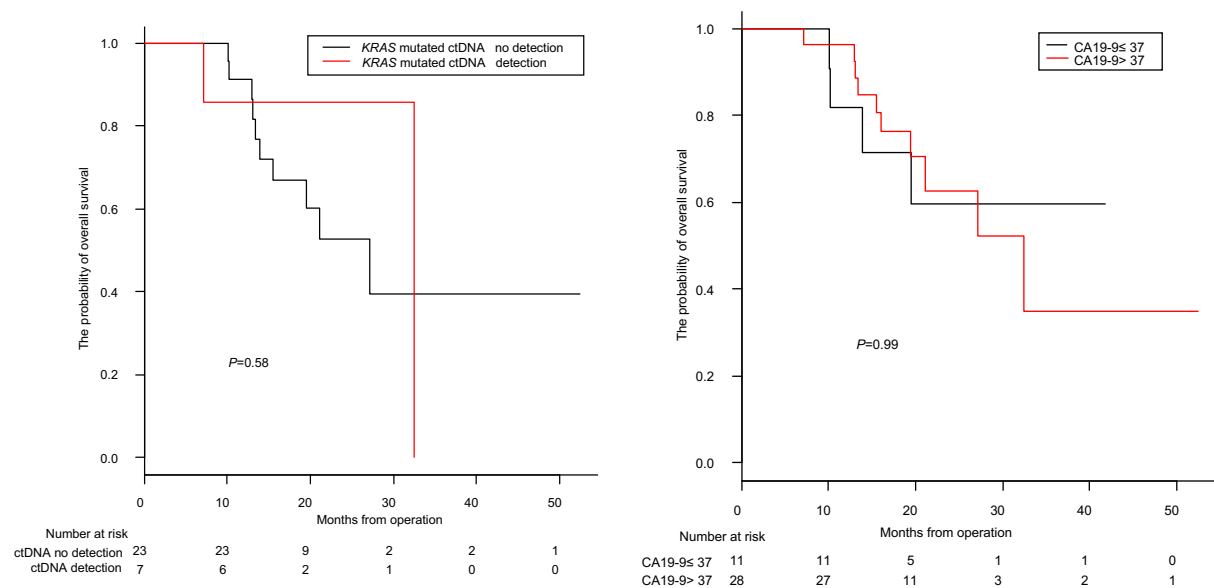 KRAS mutated ctDNA no detection
KRAS mutated ctDNA detection
The probability of overall survival
1.0
0.8
0.6
0.4
0.2
0.0
P=0.58
0 10 20 30 40 50
Months from operation
Number at risk
ctDNA no detection 23 23 9 2 2 1
ctDNA detection 7 6 2 1 0 0
CA19-9≤ 37
CA19-9> 37
The probability of overall survival
1.0
0.8
0.6
0.4
0.2
0.0
P=0.99
0 10 20 30 40 50
Months from operation
Number at risk
CA19-9≤ 37 11 11 5 1 1 0
CA19-9> 37 28 27 11 3 2 1